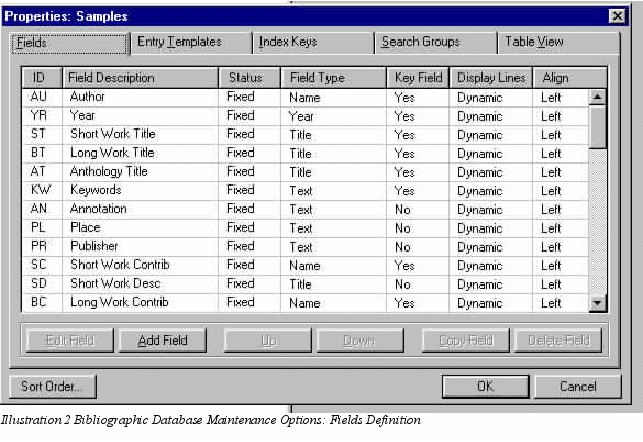 Properties: Samples
Fields Entry Templates Index Keys Search Groups Table View
ID Field Description Status Field Type Key Field Display Lines Align
AU Author Fixed Name Yes Dynamic Left
YR Year Fixed Year Yes Dynamic Left
ST Short Work Title Fixed Title Yes Dynamic Left
BT Long Work Title Fixed Title Yes Dynamic Left
AT Anthology Title Fixed Title Yes Dynamic Left
KW Keywords Fixed Text Yes Dynamic Left
AN Annotation Fixed Text No Dynamic Left
PL Place Fixed Text No Dynamic Left
PR Publisher Fixed Text No Dynamic Left
SC Short Work Contrib Fixed Name Yes Dynamic Left
SD Short Work Desc Fixed Title No Dynamic Left
BC Long Work Contrib Fixed Name Yes Dynamic Left
Edit Field Add Field Up Down Copy Field Delete Field
Sort Order... OK Cancel
Illustration 2 Bibliographic Database Maintenance Options: Fields Definition